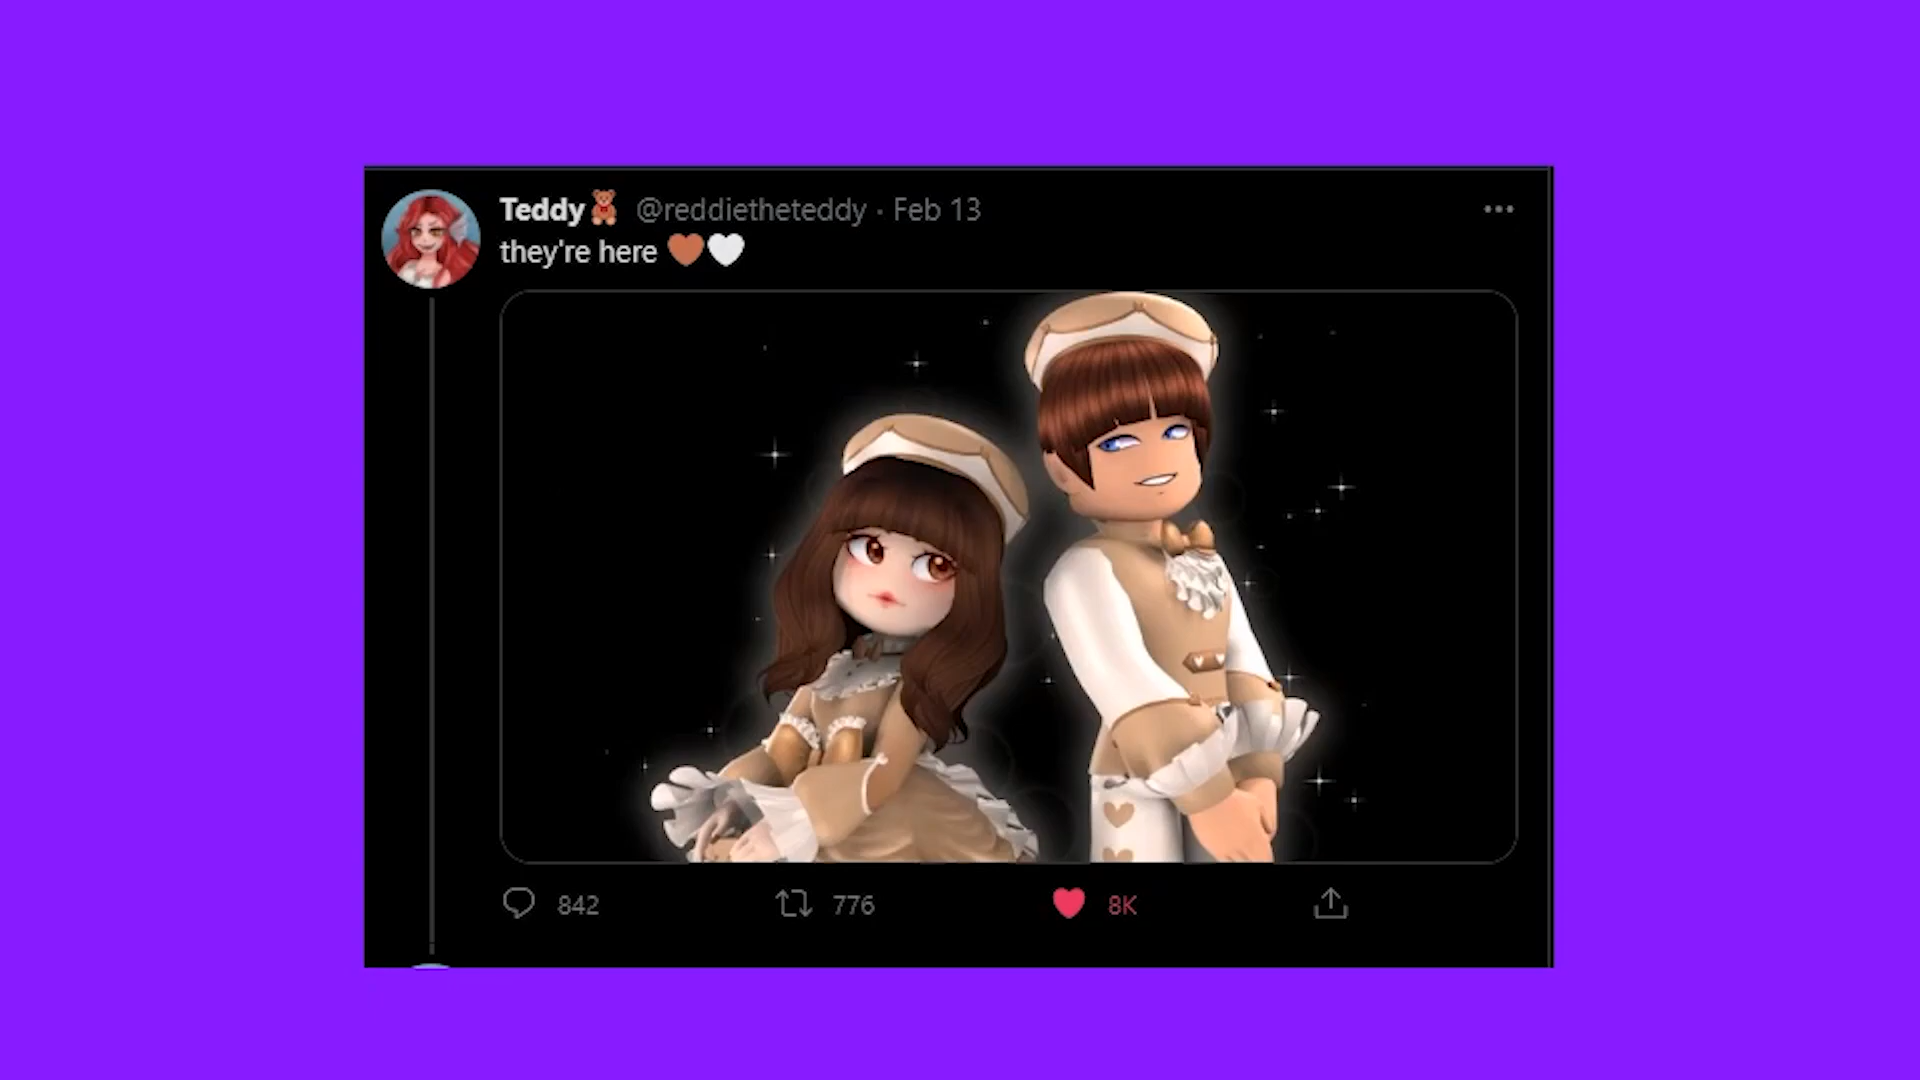 Teddy🧸 @reddietheteddy · Feb 13
they're here 🤎🤍
842 776 8K